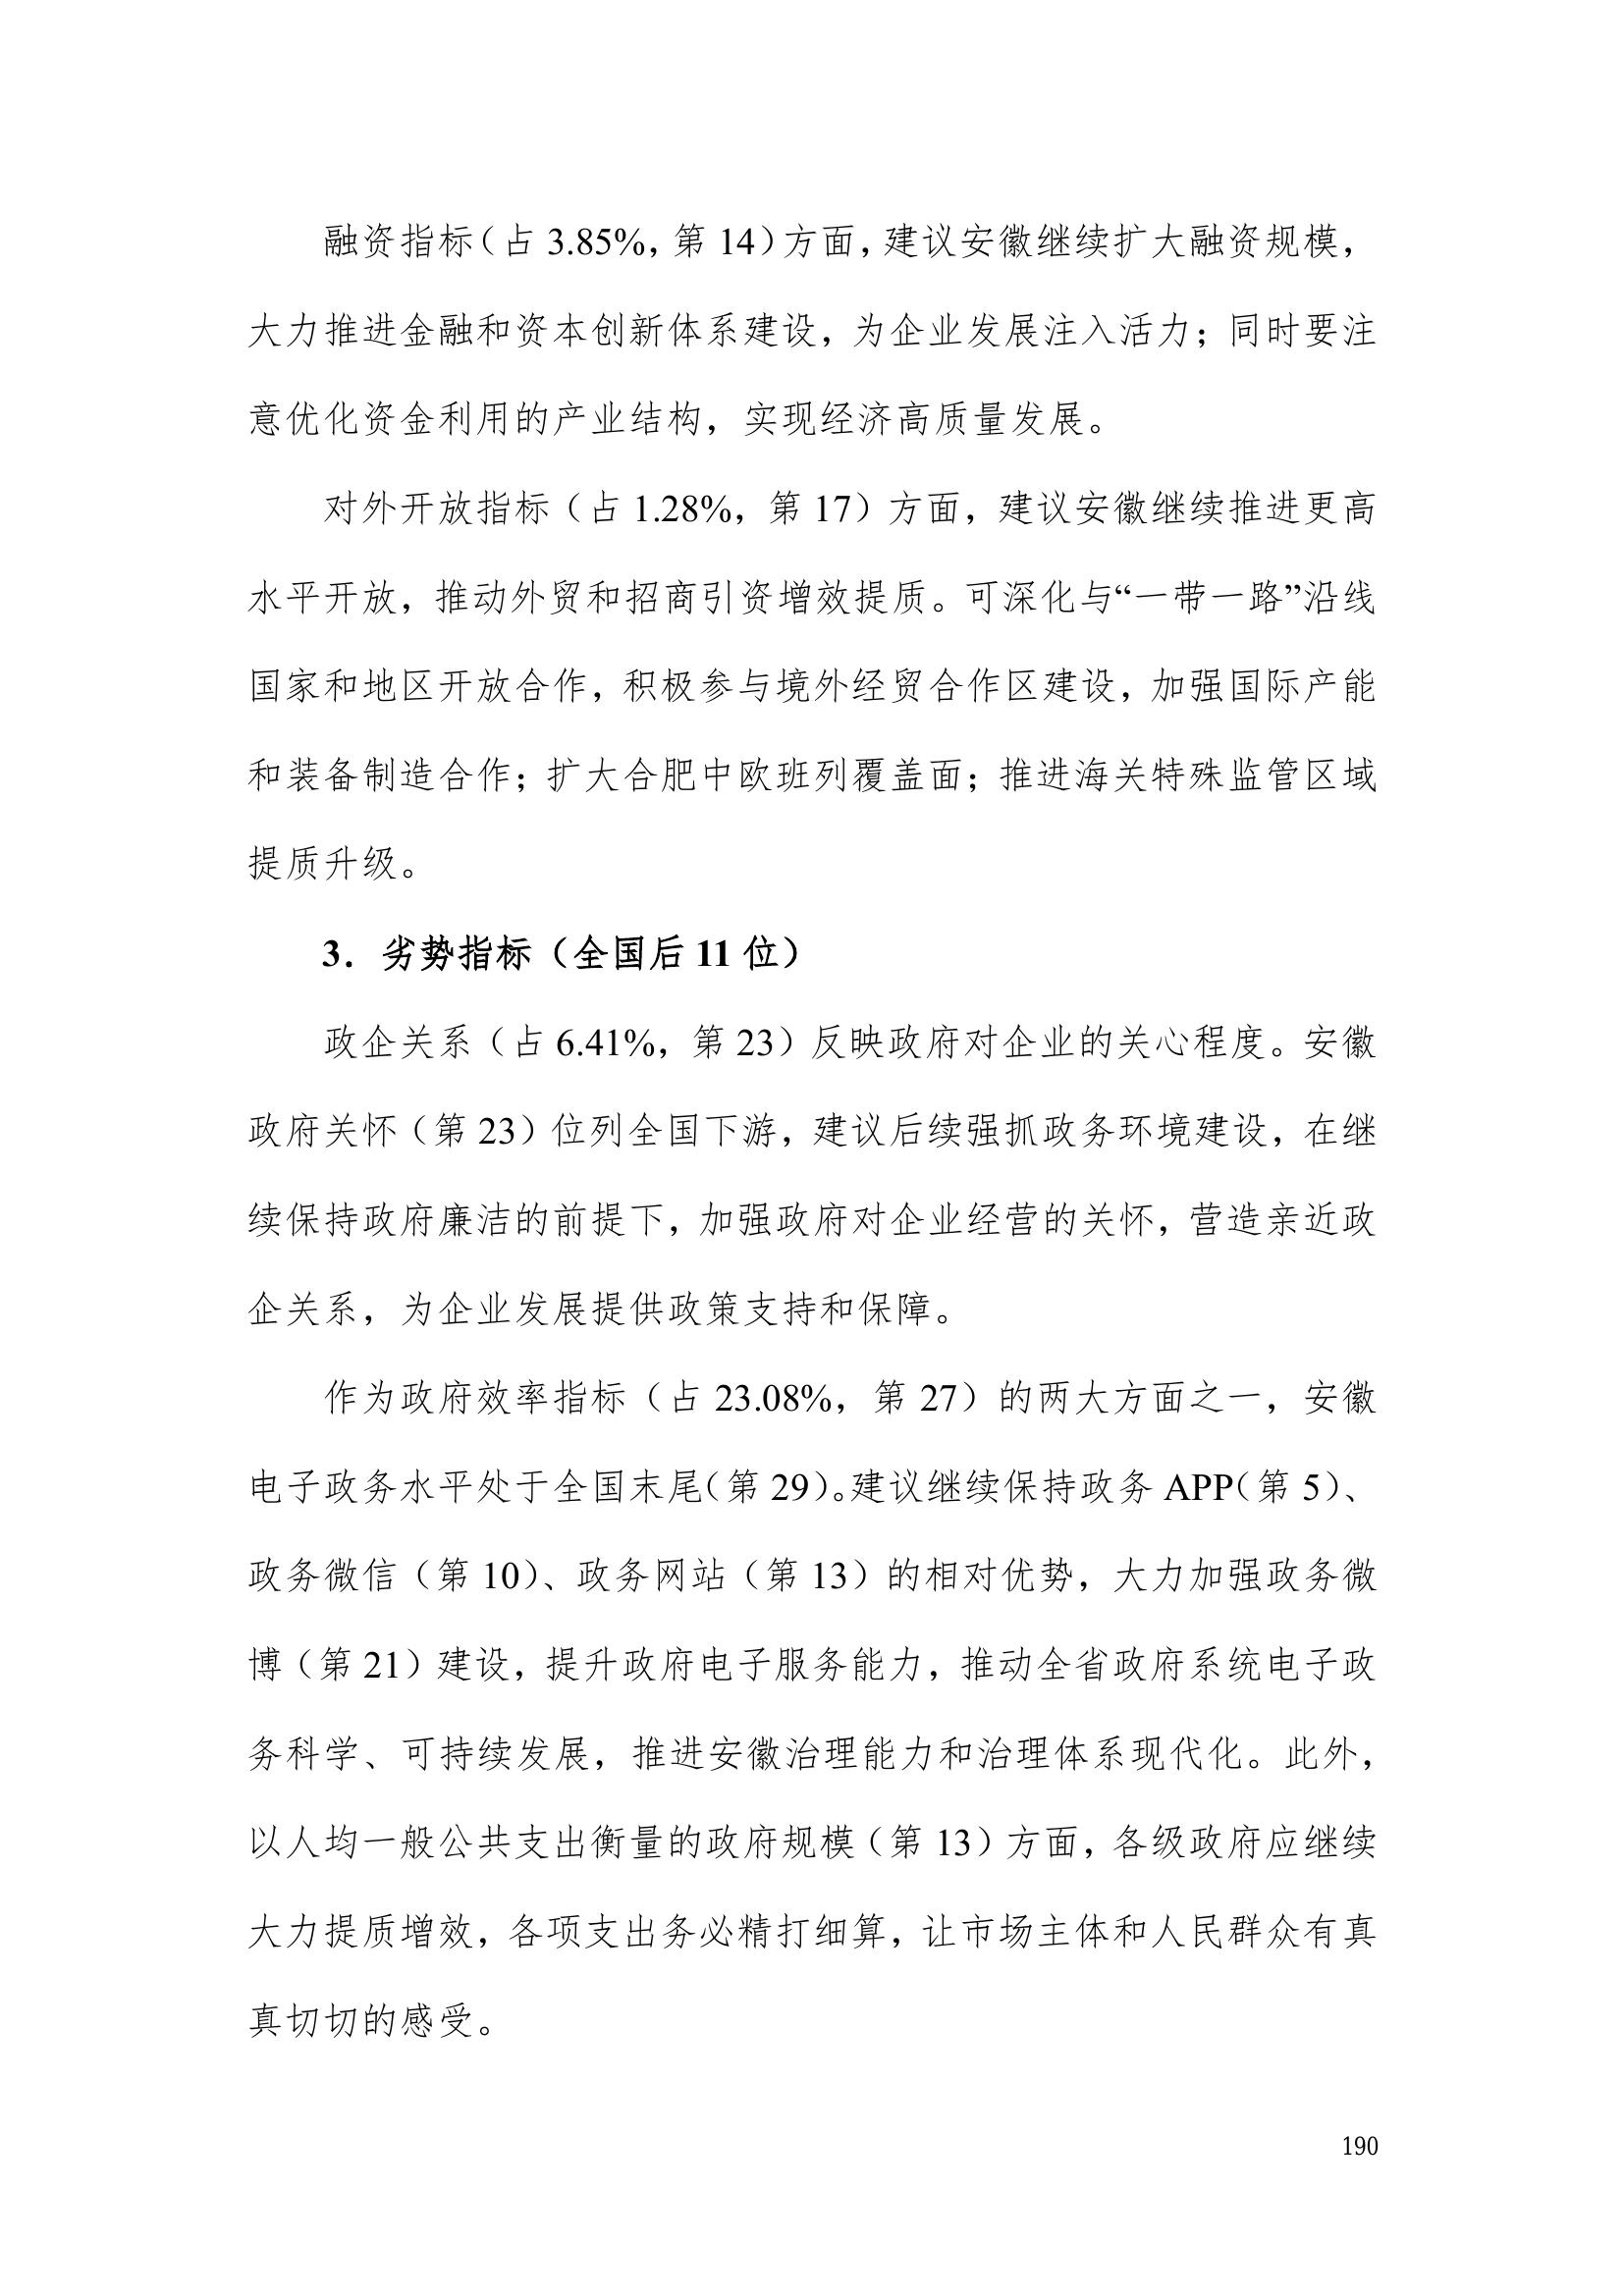 融资指标（占 3.85%，第 14）方面，建议安徽继续扩大融资规模，
大力推进金融和资本创新体系建设，为企业发展注入活力；同时要注
意优化资金利用的产业结构，实现经济高质量发展。
对外开放指标（占 1.28%，第 17）方面，建议安徽继续推进更高
水平开放，推动外贸和招商引资增效提质。可深化与“一带一路”沿线
国家和地区开放合作，积极参与境外经贸合作区建设，加强国际产能
和装备制造合作；扩大合肥中欧班列覆盖面；推进海关特殊监管区域
提质升级。
3．劣势指标（全国后 11 位）
政企关系（占 6.41%，第 23）反映政府对企业的关心程度。安徽
政府关怀（第 23）位列全国下游，建议后续强抓政务环境建设，在继
续保持政府廉洁的前提下，加强政府对企业经营的关怀，营造亲近政
企关系，为企业发展提供政策支持和保障。
作为政府效率指标（占 23.08%，第 27）的两大方面之一，安徽
电子政务水平处于全国末尾（第 29）。建议继续保持政务 APP（第 5）、
政务微信（第 10）、政务网站（第 13）的相对优势，大力加强政务微
博（第 21）建设，提升政府电子服务能力，推动全省政府系统电子政
务科学、可持续发展，推进安徽治理能力和治理体系现代化。此外，
以人均一般公共支出衡量的政府规模（第 13）方面，各级政府应继续
大力提质增效，各项支出务必精打细算，让市场主体和人民群众有真
真切切的感受。
190